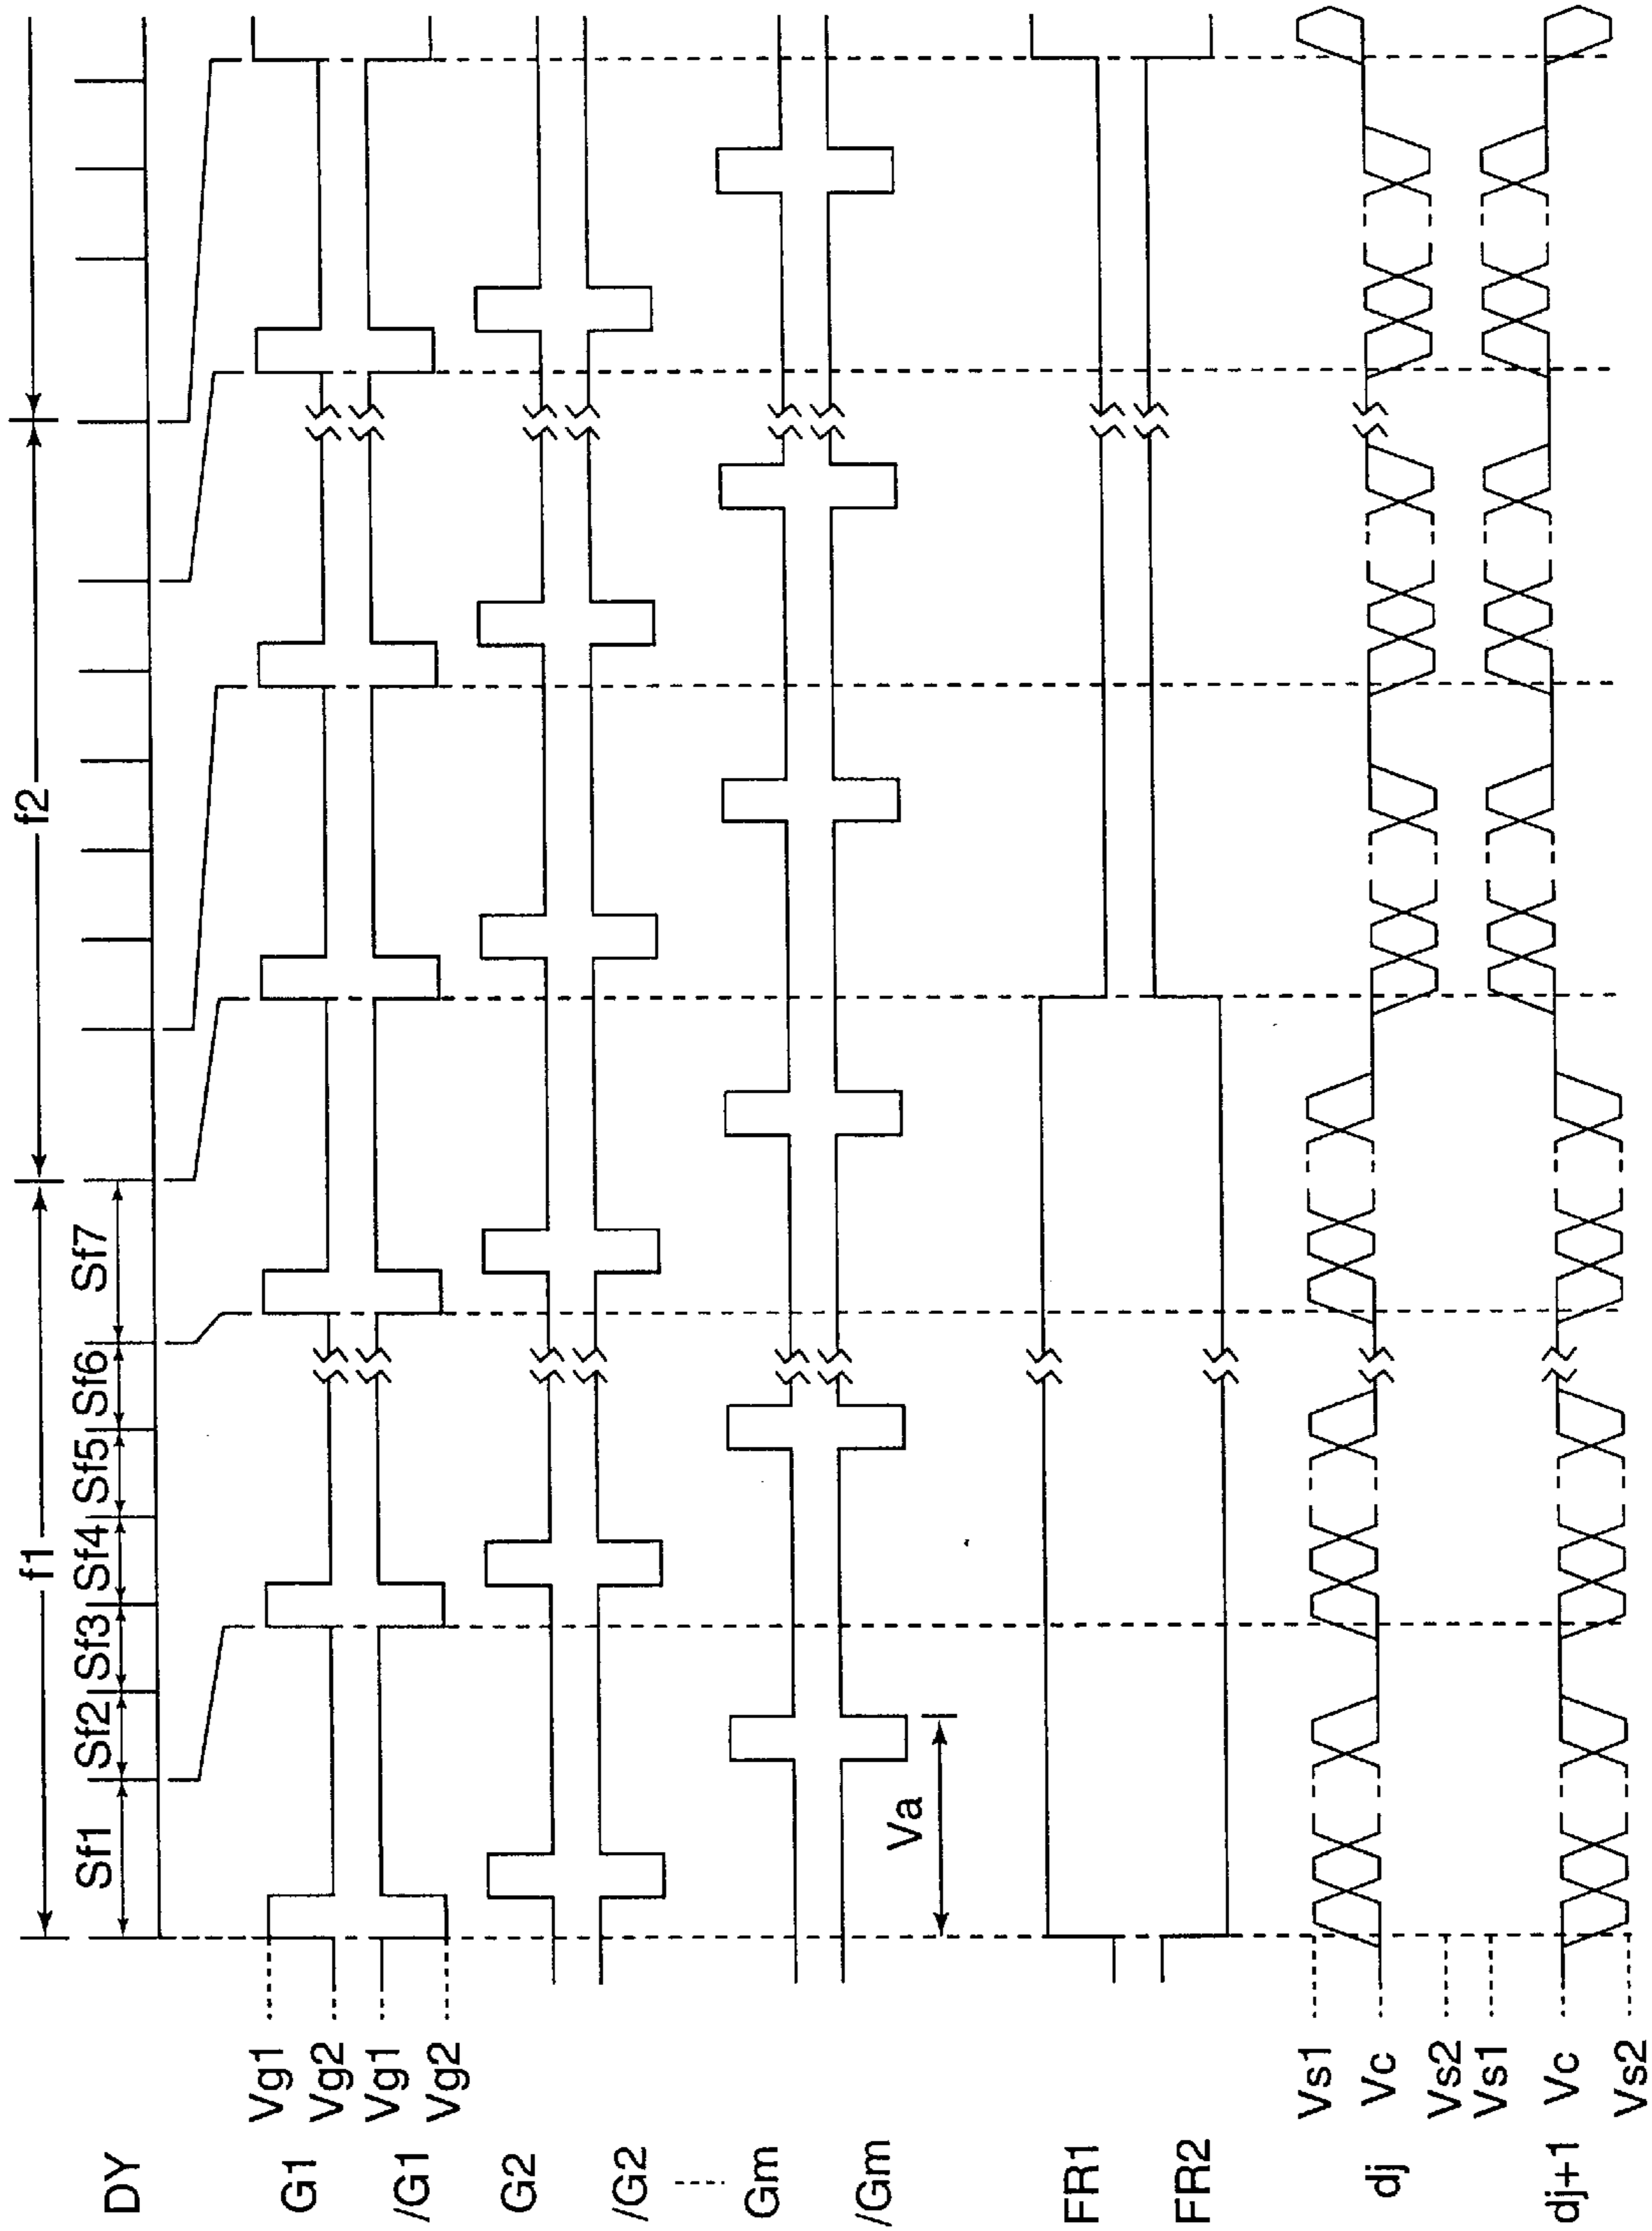 f1
f2
Sf1
Sf2
Sf3
Sf4
Sf5
Sf6
Sf7
DY
G1
Vg1
Vg2
/G1
Vg1
Vg2
G2
/G2
Gm
/Gm
Va
FR1
FR2
dj
Vs1
Vc
Vs2
dj+1
Vs1
Vc
Vs2